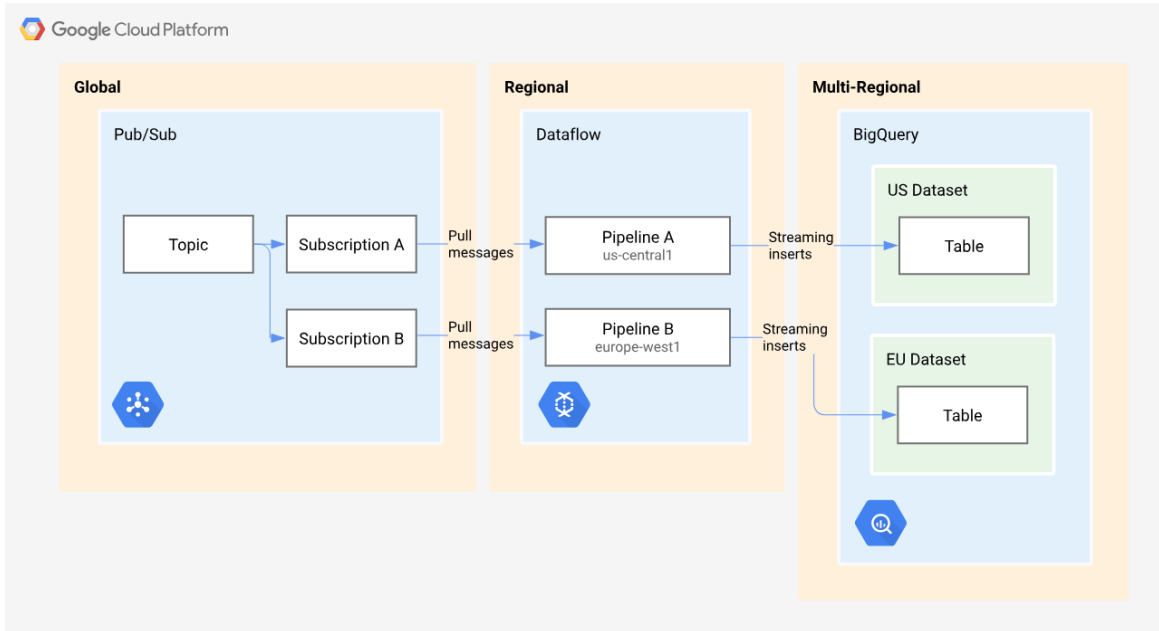 Google Cloud Platform
Global
Pub/Sub
Topic
Subscription A
Subscription B
Pull
messages
Pull
messages
Regional
Dataflow
Pipeline A
us-central1
Pipeline B
europe-west1
Streaming
inserts
Streaming
inserts
Multi-Regional
BigQuery
US Dataset
Table
EU Dataset
Table